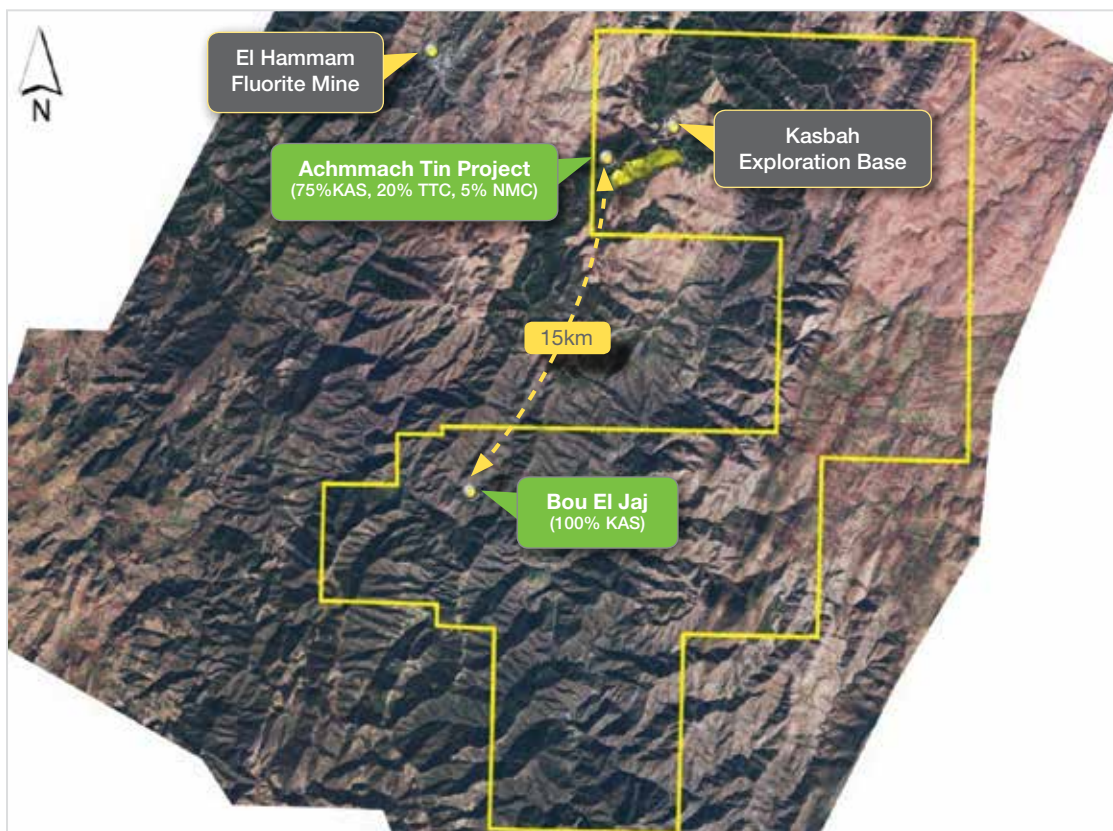 El Hammam
Fluorite Mine
N
Kasbah
Exploration Base
Achmmach Tin Project
(75%KAS, 20% TTC, 5% NMC)
15km
Bou El Jaj
(100% KAS)